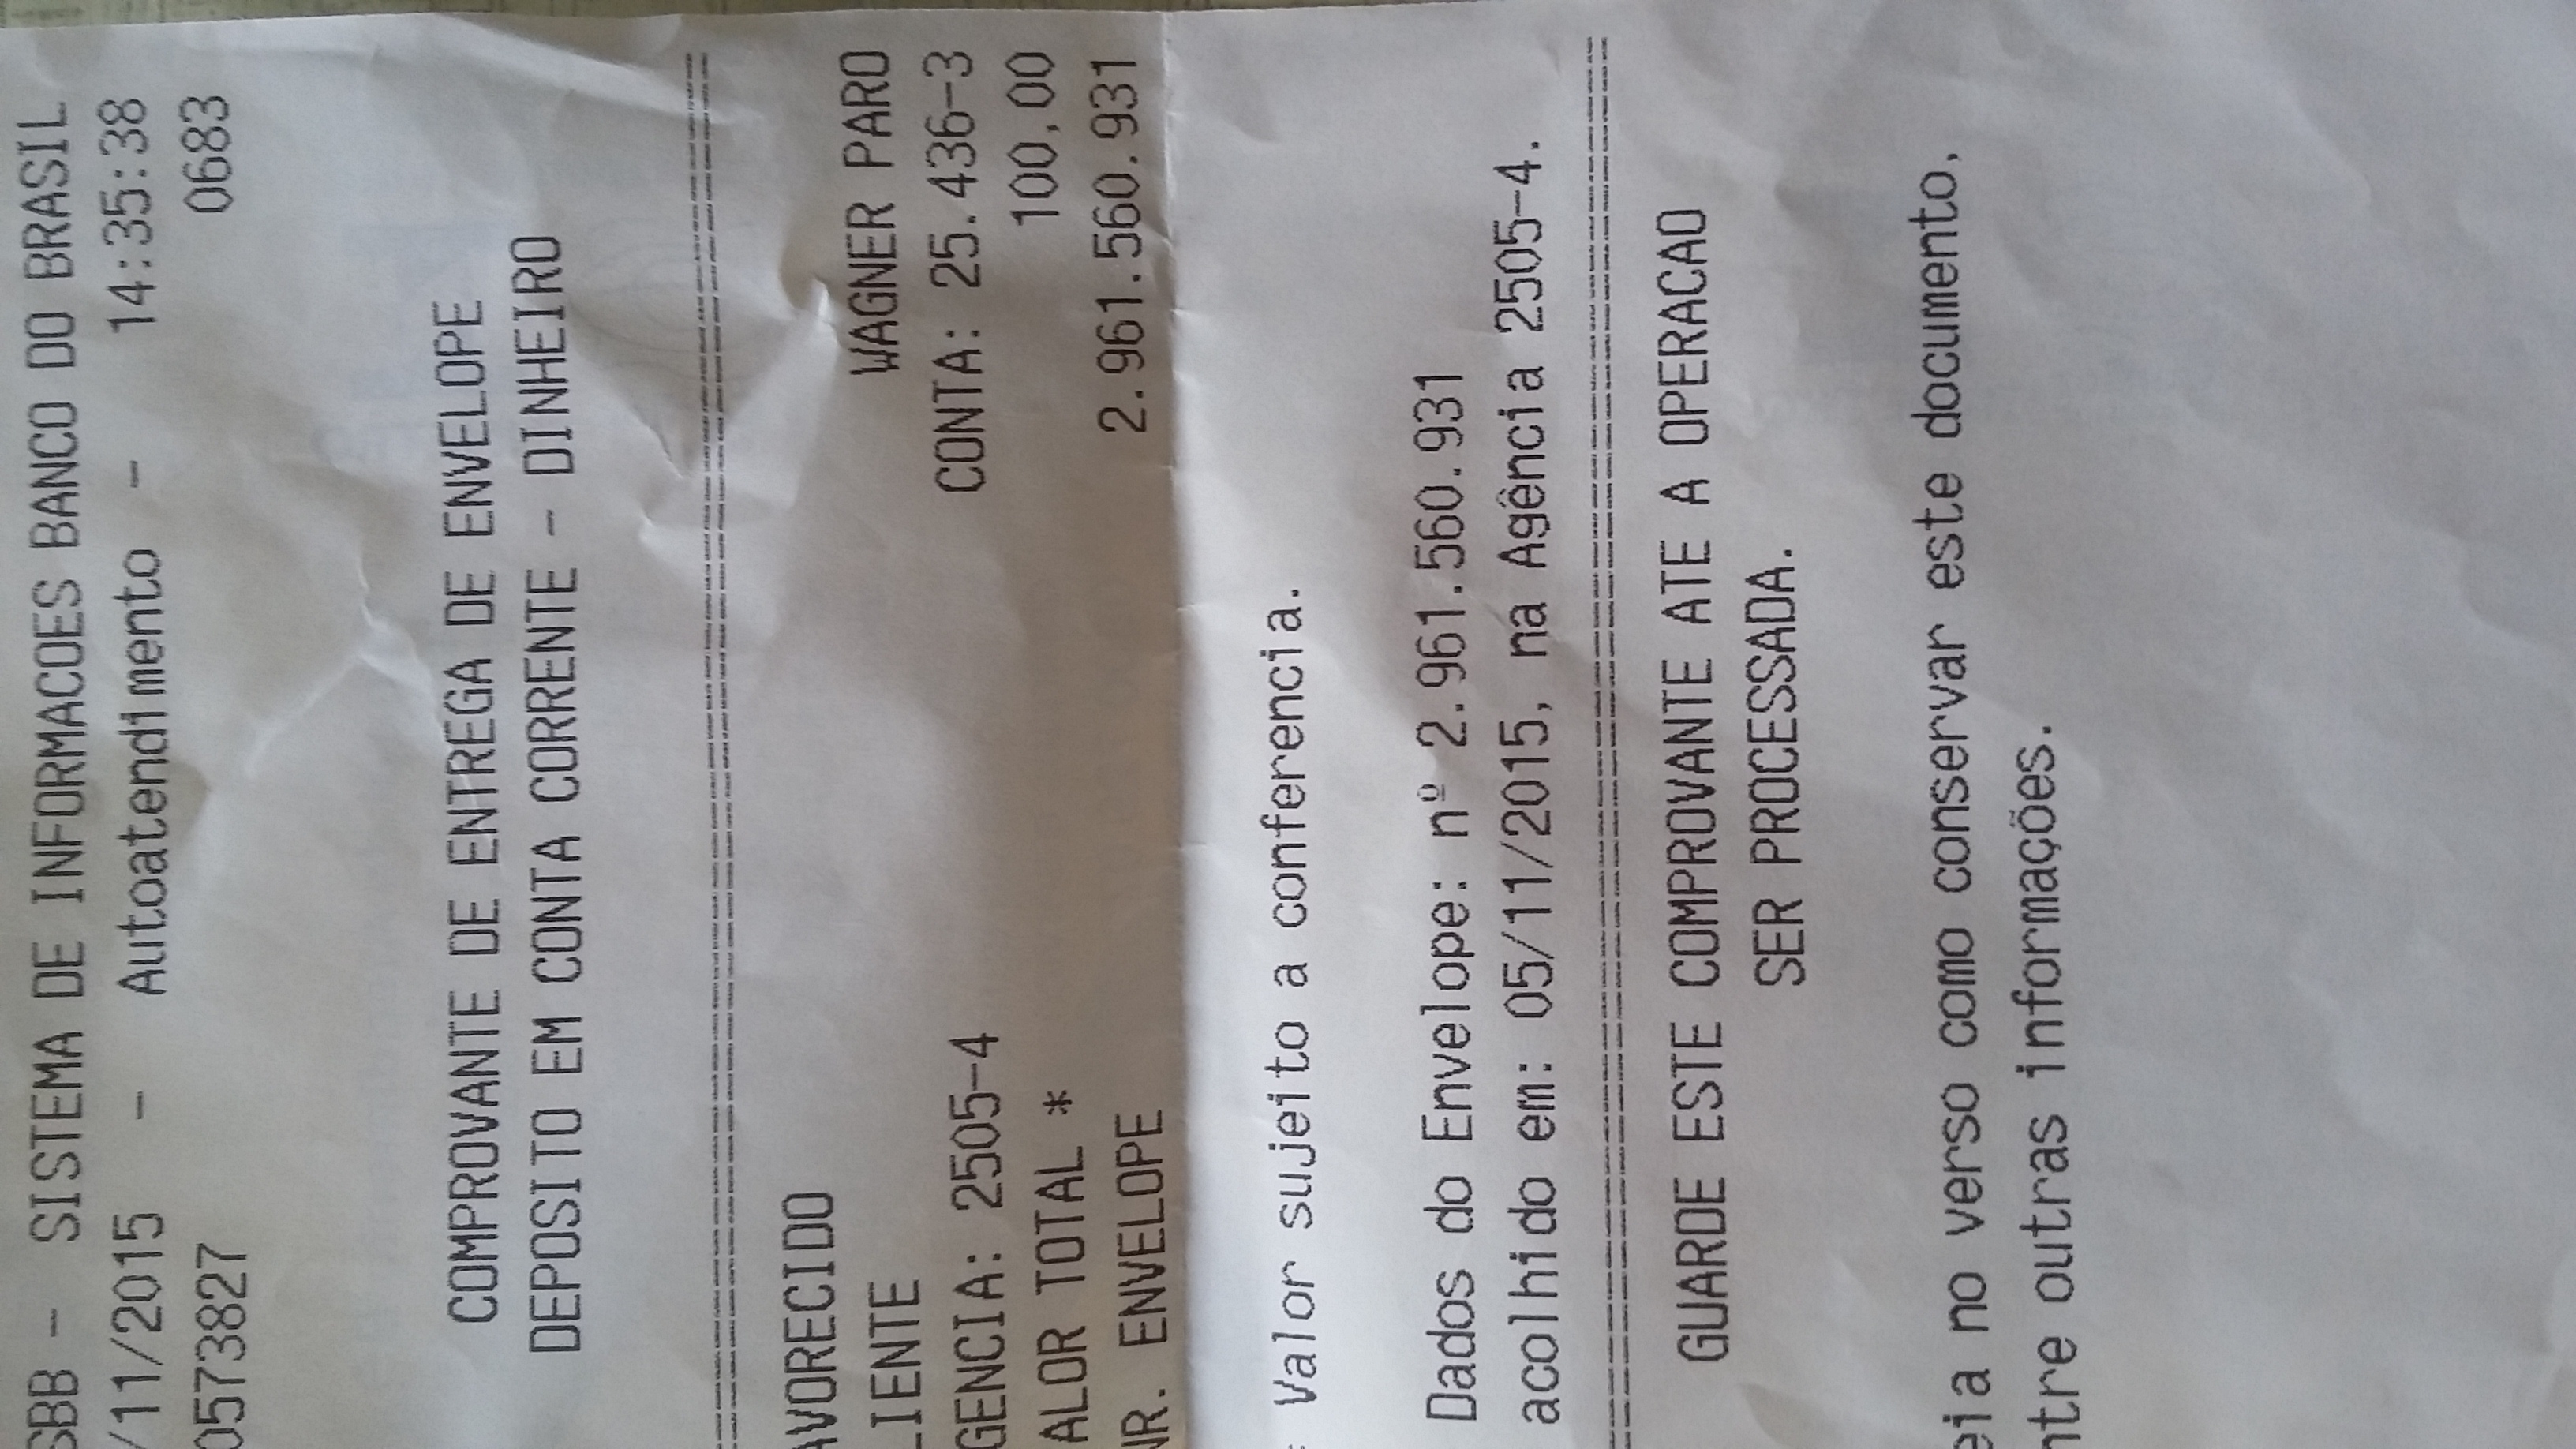 SBB - SISTEMA DE INFORMACOES BANCO DO BRASIL
/11/2015 - Autoatendimento - 14:35:38
0573827 0683
COMPROVANTE DE ENTREGA DE ENVELOPE
DEPOSITO EM CONTA CORRENTE - DINHEIRO
AVORECIDO
LIENTE WAGNER PARO
GENCIA: 2505-4 CONTA: 25.436-3
ALOR TOTAL * 100,00
NR. ENVELOPE 2.961.560.931
* Valor sujeito a conferencia.
Dados do Envelope: nº 2.961.560.931
acolhido em: 05/11/2015, na Agência 2505-4.
GUARDE ESTE COMPROVANTE ATE A OPERACAO
SER PROCESSADA.
eia no verso como conservar este documento,
ntre outras informações.